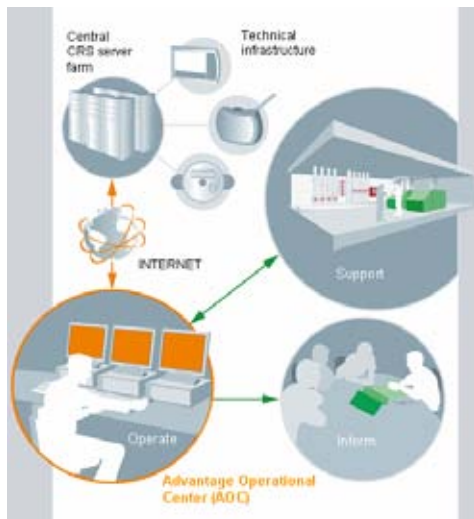 Central
CRS server
farm
Technical
infrastructure
INTERNET
Support
Operate
Inform
Advantage Operational
Center (AOC)